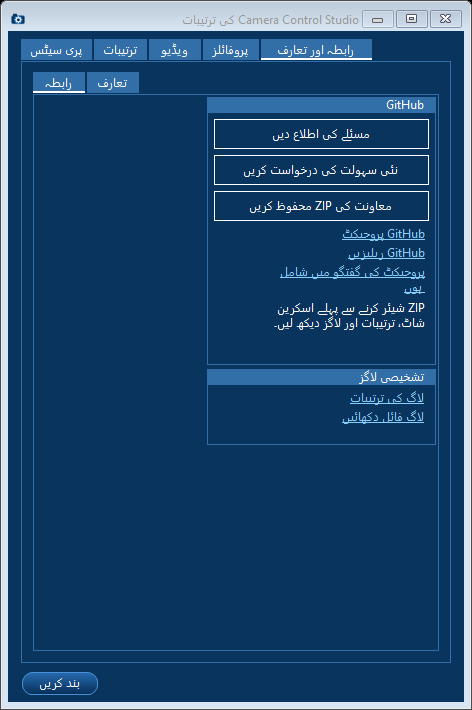 Camera Control Studio کی ترتیبات
رابطہ اور تعارف
پروفائلز
ویڈیو
ترتیبات
پری سیٹس
تعارف
رابطہ
GitHub
مسئلے کی اطلاع دیں
نئی سہولت کی درخواست کریں
معاونت کی ZIP محفوظ کریں
GitHub پروجیکٹ
GitHub ریلیزیں
پروجیکٹ کی گفتگو میں شامل
ہوں
ZIP شیئر کرنے سے پہلے اسکرین
شاٹ، ترتیبات اور لاگز دیکھ لیں۔
تشخیصی لاگز
لاگ کی ترتیبات
لاگ فائل دکھائیں
بند کریں